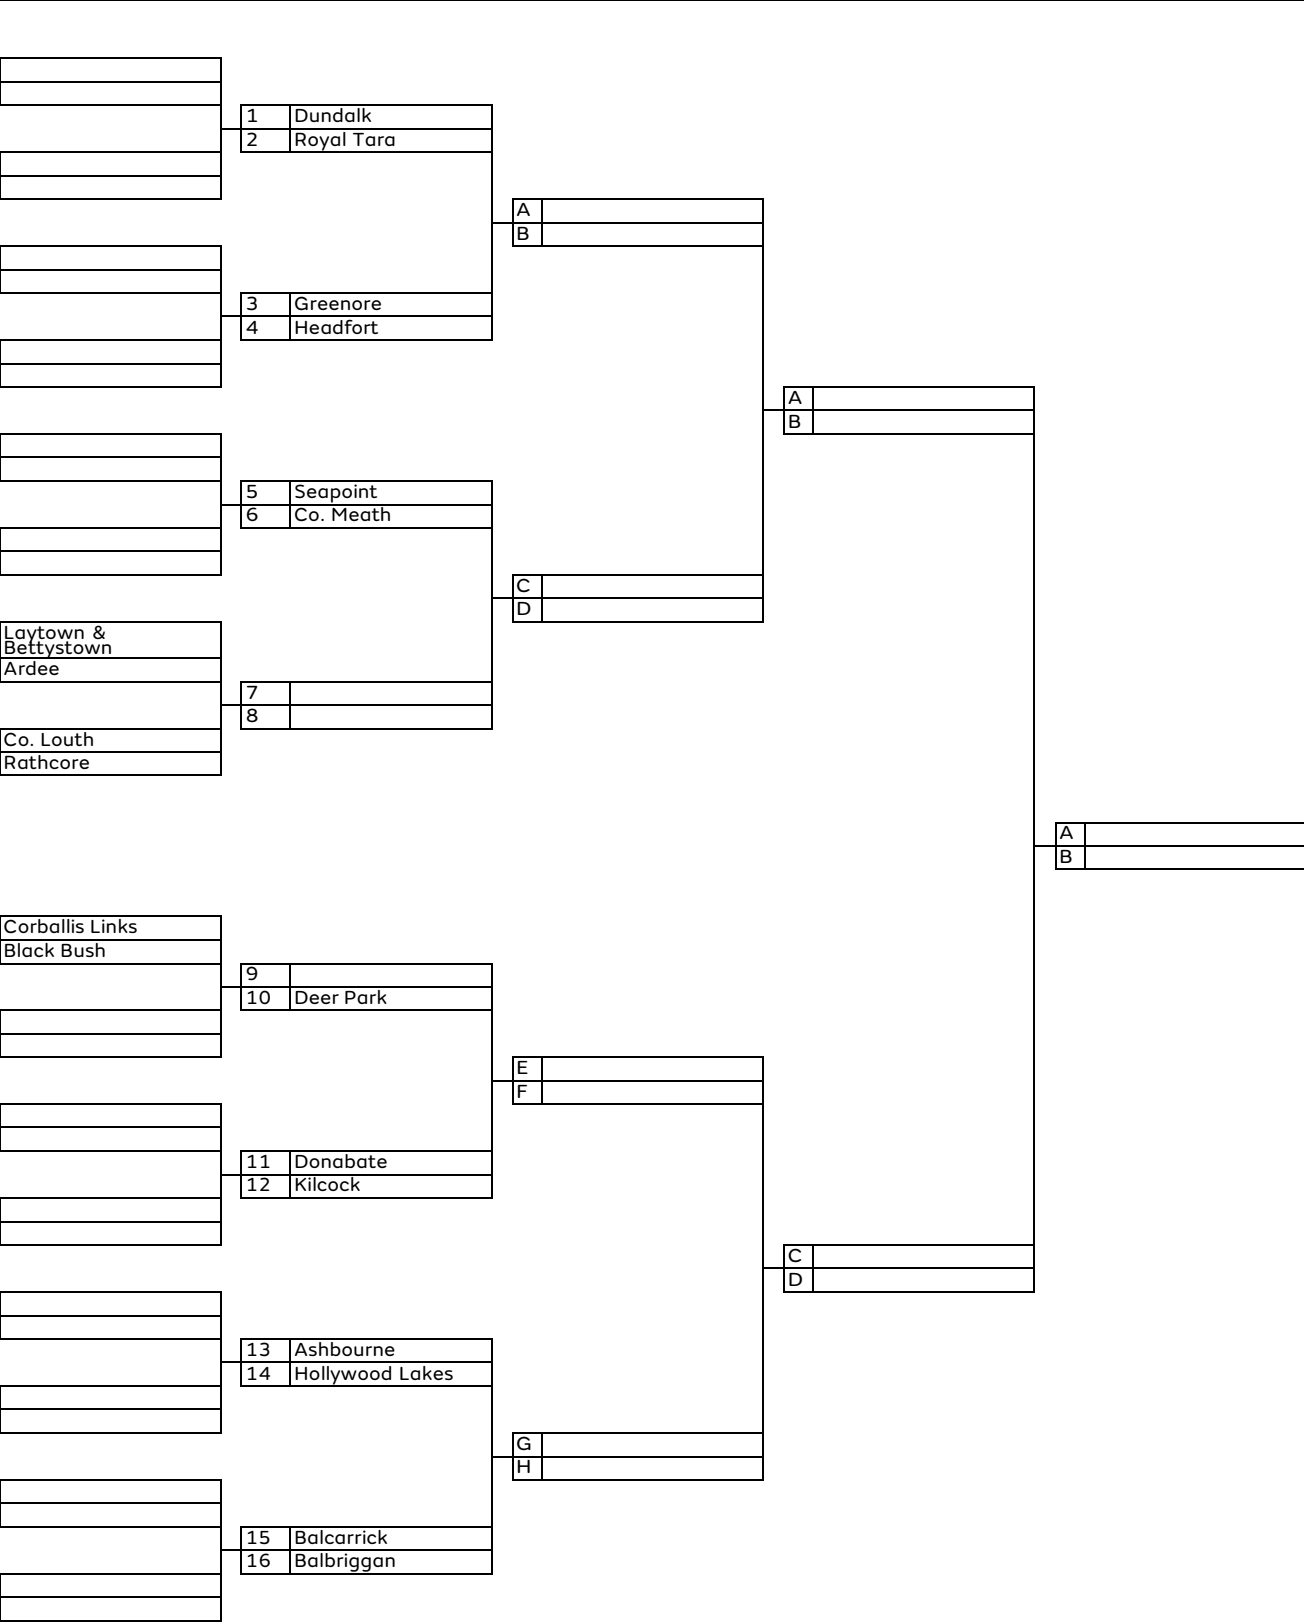 1 Dundalk
2 Royal Tara
A
B
3 Greenore
4 Headfort
A
B
5 Seapoint
6 Co. Meath
C
D
Laytown &
Bettystown
Ardee
7
8
Co. Louth
Rathcore
A
B
Corballis Links
Black Bush
9
10 Deer Park
E
F
11 Donabate
12 Kilcock
C
D
13 Ashbourne
14 Hollywood Lakes
G
H
15 Balcarrick
16 Balbriggan